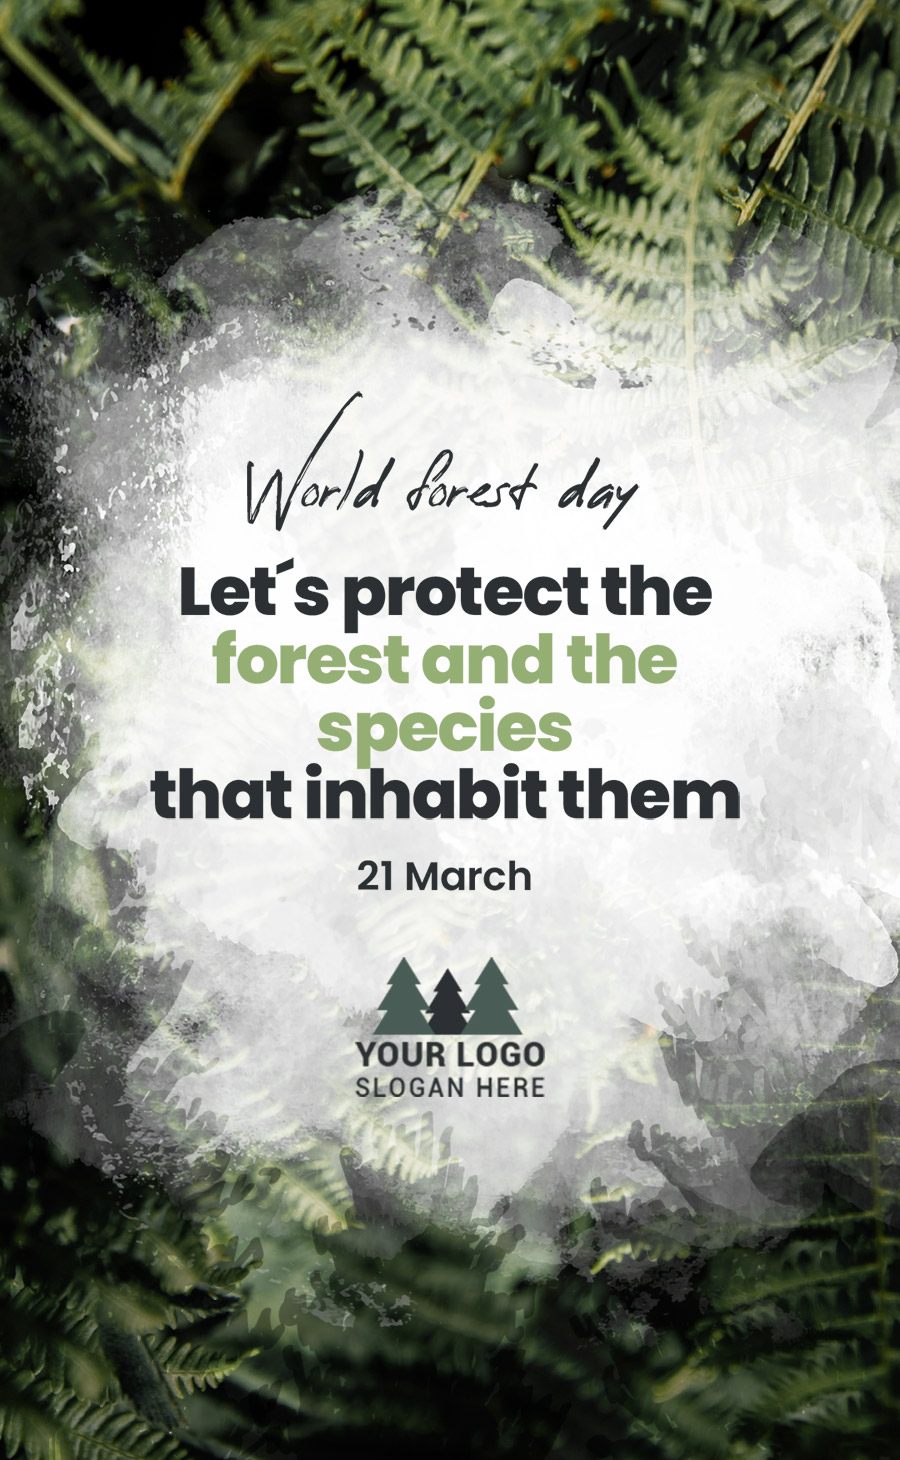 World forest day
Let´s protect the
forest and the
species
that inhabit them
21 March
YOUR LOGO
SLOGAN HERE